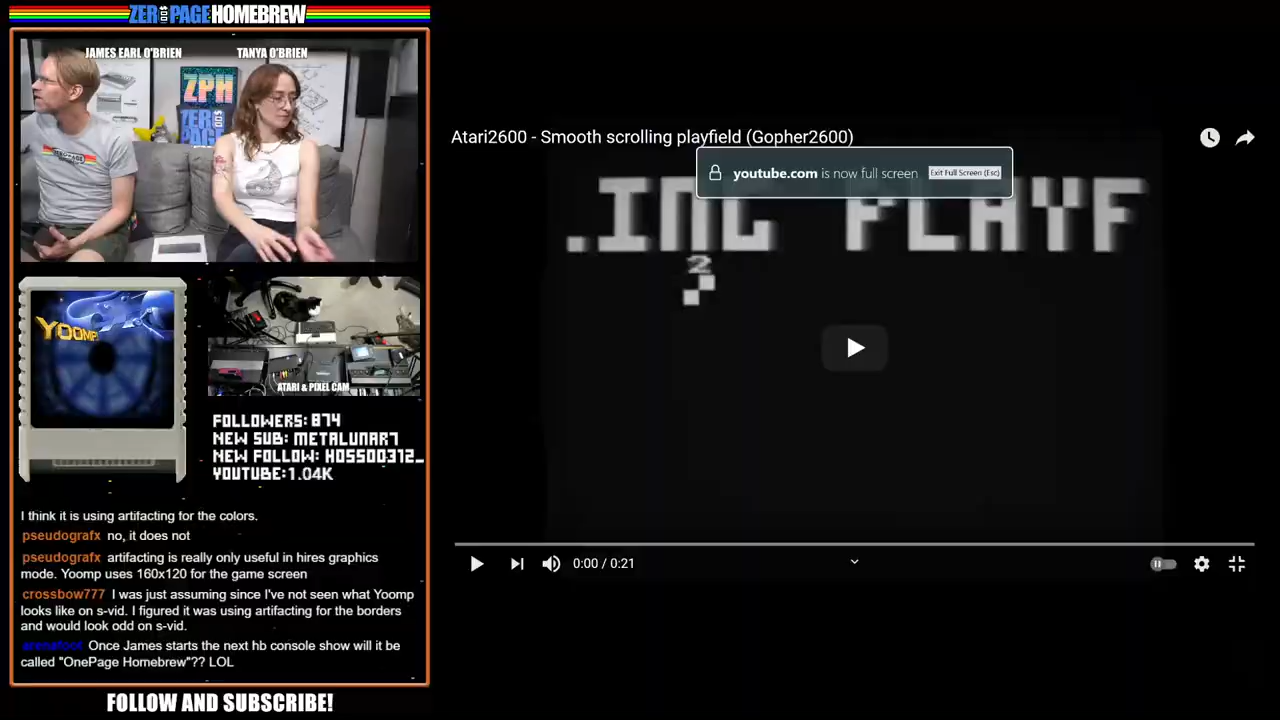 ZEROPAGE HOMEBREW
JAMES EARL O'BRIEN
TANYA O'BRIEN
ZPH
YOOMP!
ATARI & PIXEL CAM
FOLLOWERS: 874
NEW SUB: METALUNAR7
NEW FOLLOW: HOSSOO312_
YOUTUBE:1.04K
I think it is using artifacting for the colors.
pseudografx no, it does not
pseudografx artifacting is really only useful in hires graphics
mode. Yoomp uses 160x120 for the game screen
crossbow777 I was just assuming since I've not seen what Yoomp
looks like on s-vid. I figured it was using artifacting for the borders
and would look odd on s-vid.
arenafoot Once James starts the next hb console show will it be
called "OnePage Homebrew"?? LOL
FOLLOW AND SUBSCRIBE!
Atari2600 - Smooth scrolling playfield (Gopher2600)
youtube.com is now full screen
Exit Full Screen (Esc)
.ING PLAYF
2
0:00 / 0:21